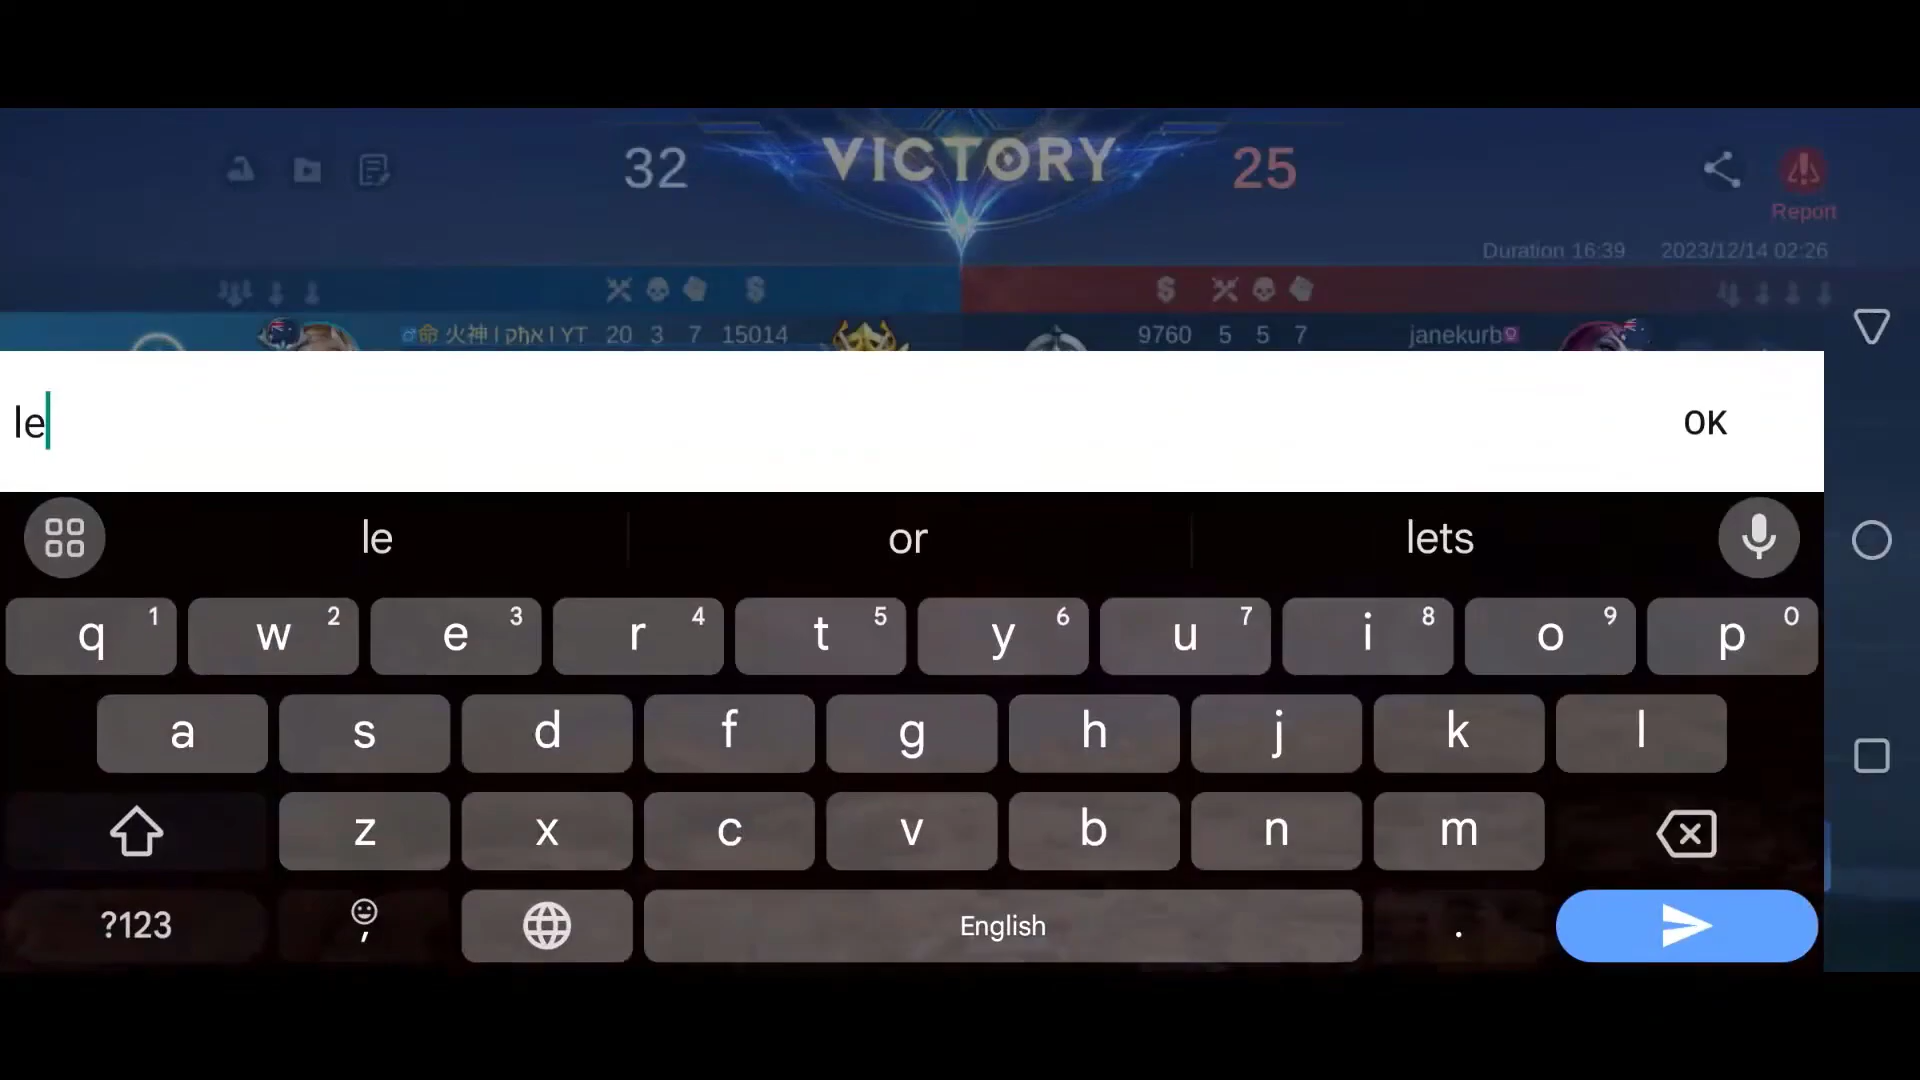 32 VICTORY 25
Report
Duration 16:39 2023/12/14 02:26
命 火神 20 3 7 15014 9760 5 5 7 janekurb
le OK
le or lets
q 1 w 2 e 3 r 4 t 5 y 6 u 7 i 8 o 9 p 0
a s d f g h j k l
z x c v b n m
?123 , English .